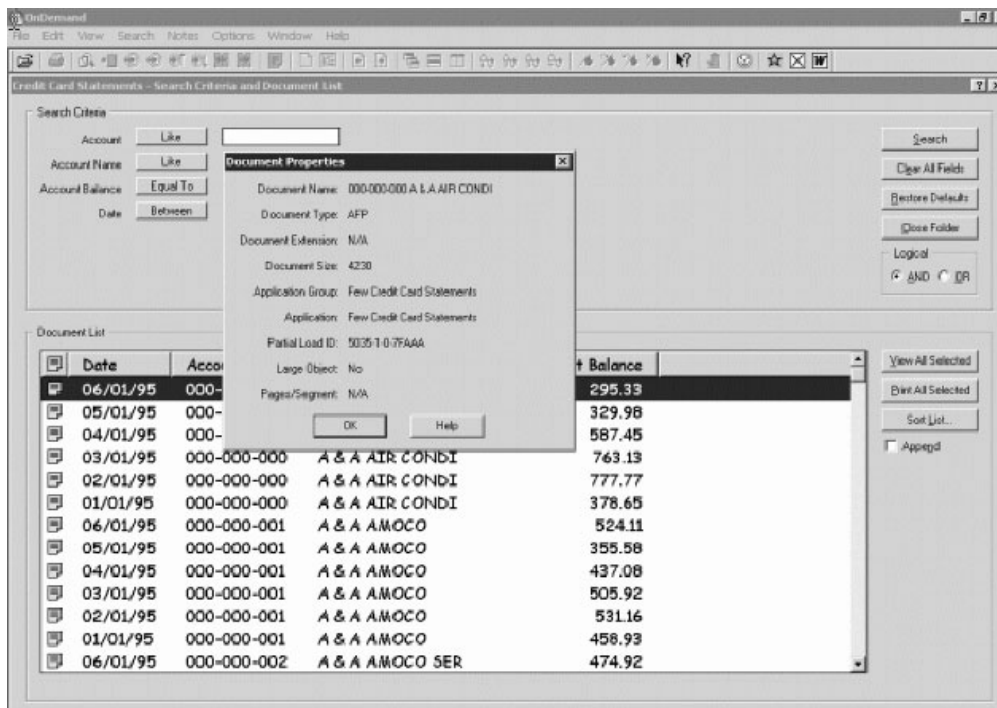 OnDemand
File Edit View Search Notes Options Window Help
Credit Card Statements - Search Criteria and Document List
Search Criteria
Account Like
Account Name Like
Account Balance Equal To
Date Between
Search
Clear All Fields
Restore Defaults
Close Folder
Logical
AND OR
Document Properties
Document Name: 000-000-000 A & A AIR CONDI
Document Type: AFP
Document Extension: N/A
Document Size: 4230
Application Group: Few Credit Card Statements
Application: Few Credit Card Statements
Partial Load ID: 5035-1-0-7FAAA
Large Object: No
Pages/Segment: N/A
OK Help
Document List
Date Accou t Balance
06/01/95 000- 295.33
05/01/95 000- 329.98
04/01/95 000- 587.45
03/01/95 000-000-000 A & A AIR CONDI 763.13
02/01/95 000-000-000 A & A AIR CONDI 777.77
01/01/95 000-000-000 A & A AIR CONDI 378.65
06/01/95 000-000-001 A & A AMOCO 524.11
05/01/95 000-000-001 A & A AMOCO 355.58
04/01/95 000-000-001 A & A AMOCO 437.08
03/01/95 000-000-001 A & A AMOCO 505.92
02/01/95 000-000-001 A & A AMOCO 531.16
01/01/95 000-000-001 A & A AMOCO 458.93
06/01/95 000-000-002 A & A AMOCO SER 474.92
View All Selected
Print All Selected
Sort List...
Append